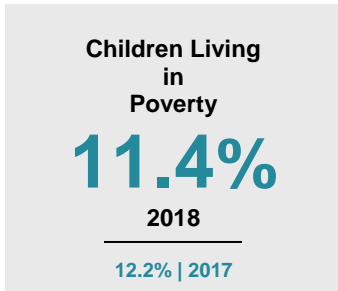 Children Living
in
Poverty
11.4%
2018
12.2% | 2017